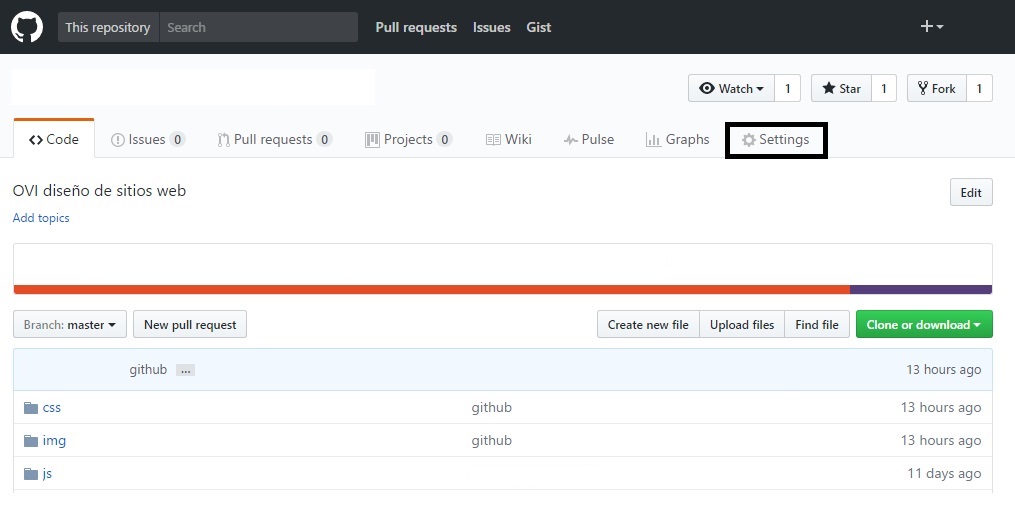 This repository Search Pull requests Issues Gist
Watch 1 Star 1 Fork 1
Code Issues 0 Pull requests 0 Projects 0 Wiki Pulse Graphs Settings
OVI diseño de sitios web Edit
Add topics
Branch: master New pull request Create new file Upload files Find file Clone or download
github ... 13 hours ago
css github 13 hours ago
img github 13 hours ago
js 11 days ago